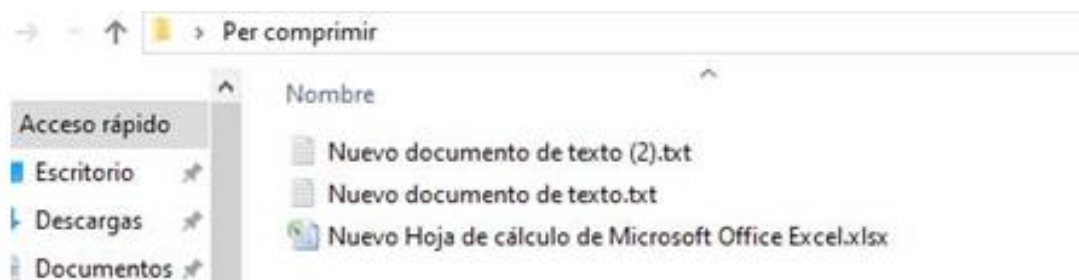 Per comprimir
Nombre
Acceso rápido
Escritorio
Descargas
Documentos
Nuevo documento de texto (2).txt
Nuevo documento de texto.txt
Nuevo Hoja de cálculo de Microsoft Office Excel.xlsx